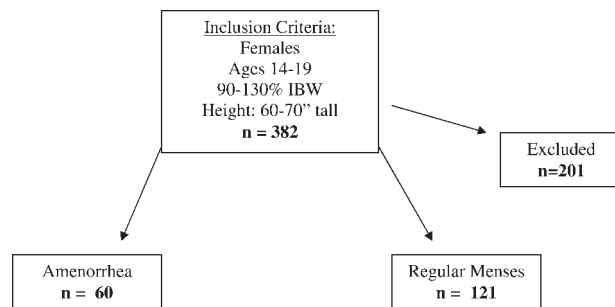 Inclusion Criteria:
Females
Ages 14-19
90-130% IBW
Height: 60-70” tall
n = 382
Excluded
n=201
Amenorrhea
n = 60
Regular Menses
n = 121